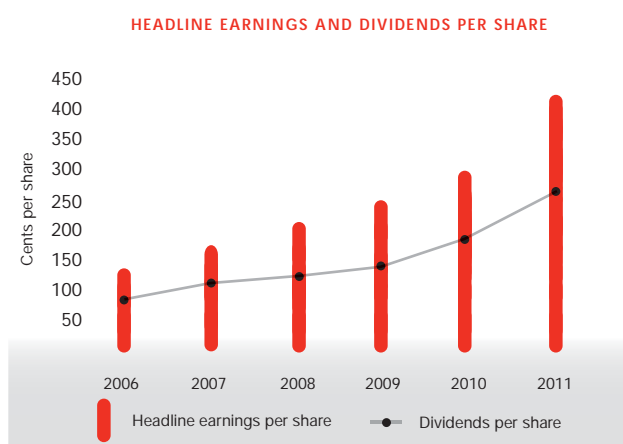 HEADLINE EARNINGS AND DIVIDENDS PER SHARE
450
400
350
300
250
200
150
100
50
Cents per share
2006 2007 2008 2009 2010 2011
Headline earnings per share Dividends per share